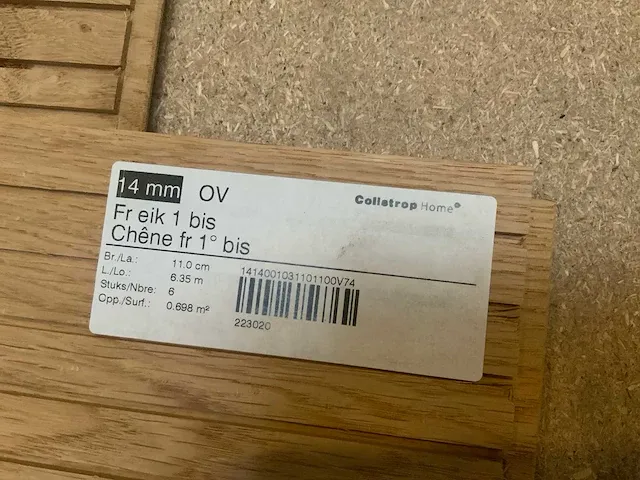 14 mm OV
Collstrop Home®
Fr eik 1 bis
Chêne fr 1° bis
Br./La.: 11.0 cm
L./Lo.: 6.35 m
Stuks/Nbre: 6
Opp./Surf.: 0.698 m²
1414001031101100V74
223020